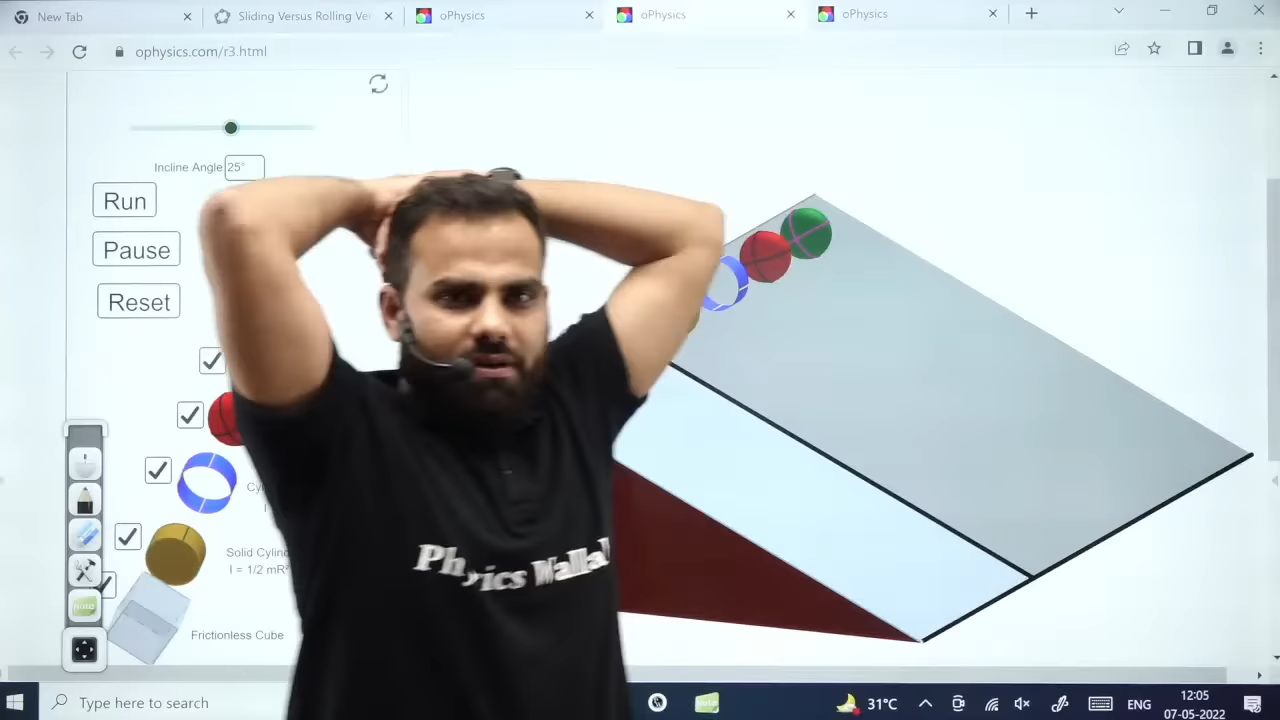 New Tab
Sliding Versus Rolling Ve
oPhysics
oPhysics
oPhysics
ophysics.com/r3.html
Incline Angle 25°
Run
Pause
Reset
Solid Cylind
I = 1/2 mR²
Frictionless Cube
Physics Wallah
Type here to search
31°C
ENG
12:05
07-05-2022